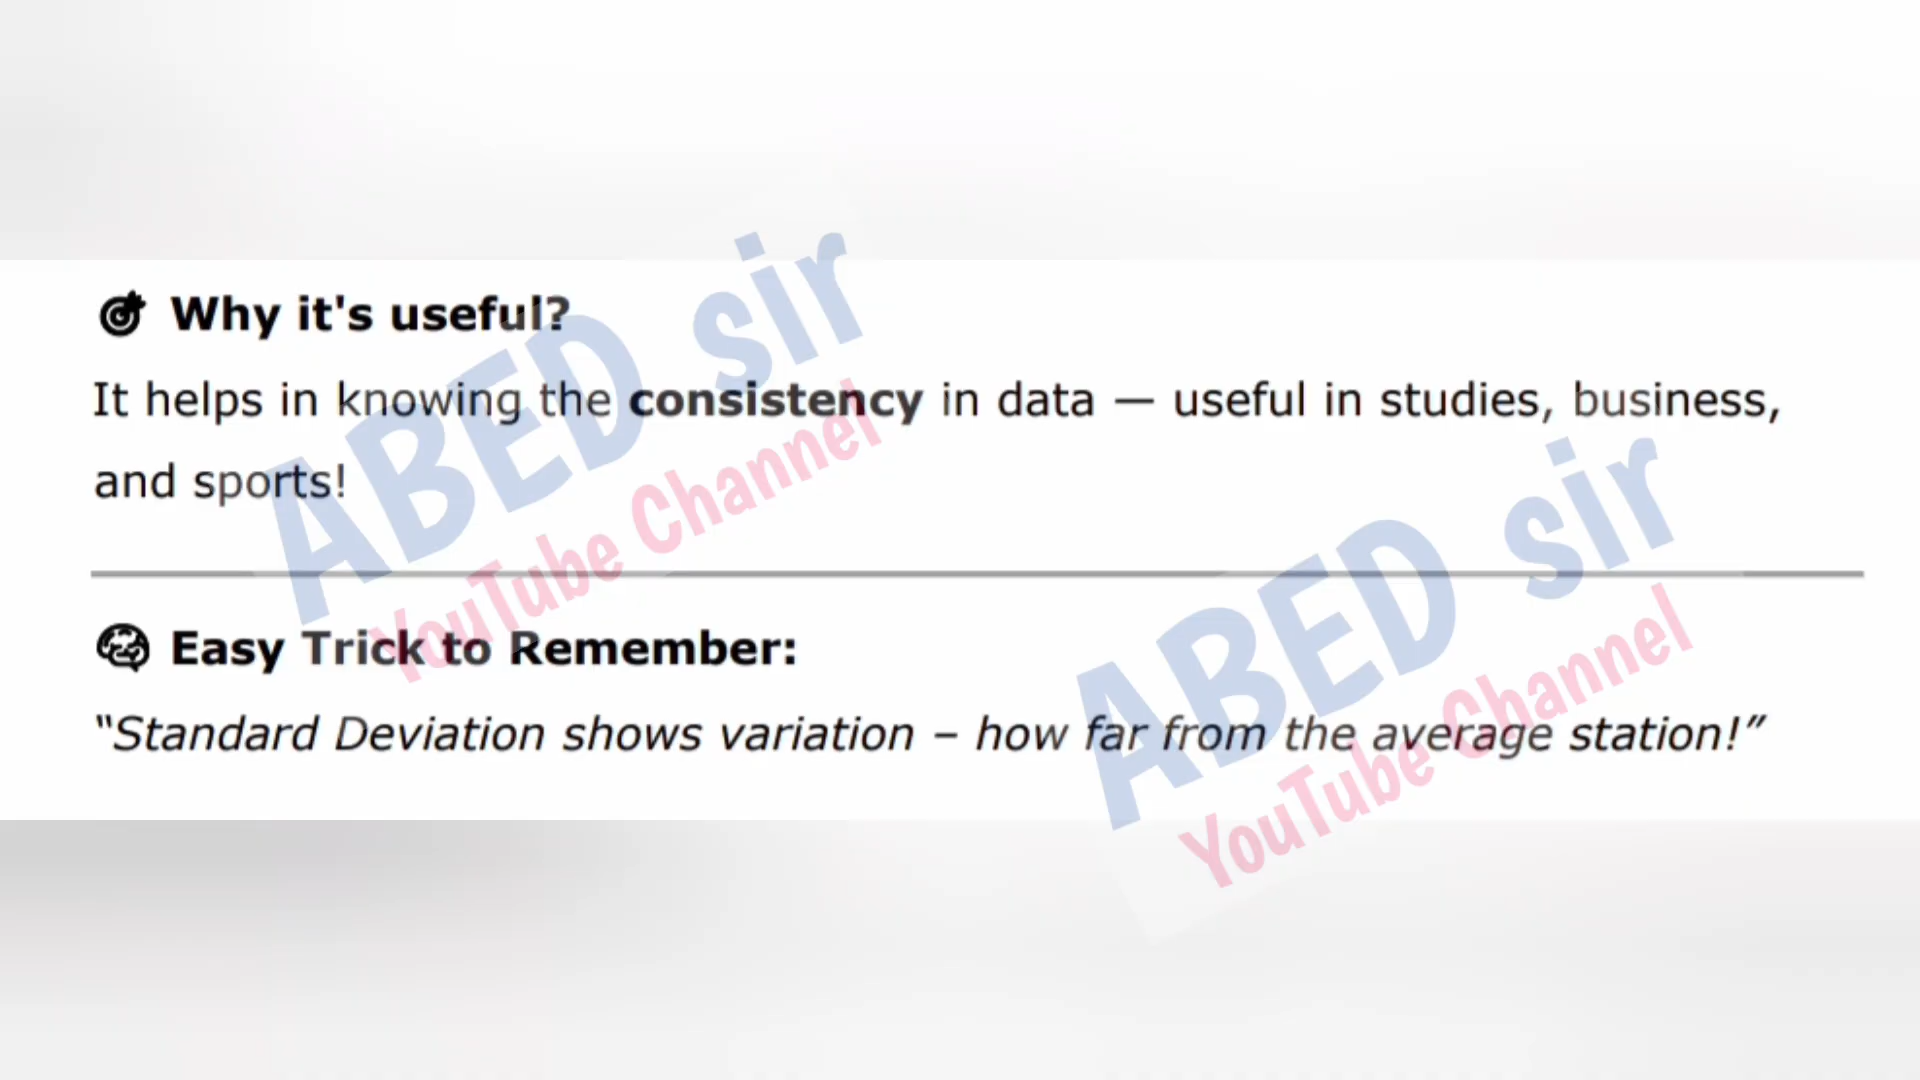 🎯 Why it's useful?
It helps in knowing the consistency in data — useful in studies, business,
and sports!
🧠 Easy Trick to Remember:
“Standard Deviation shows variation – how far from the average station!”
ABED sir
YouTube Channel
ABED sir
YouTube Channel